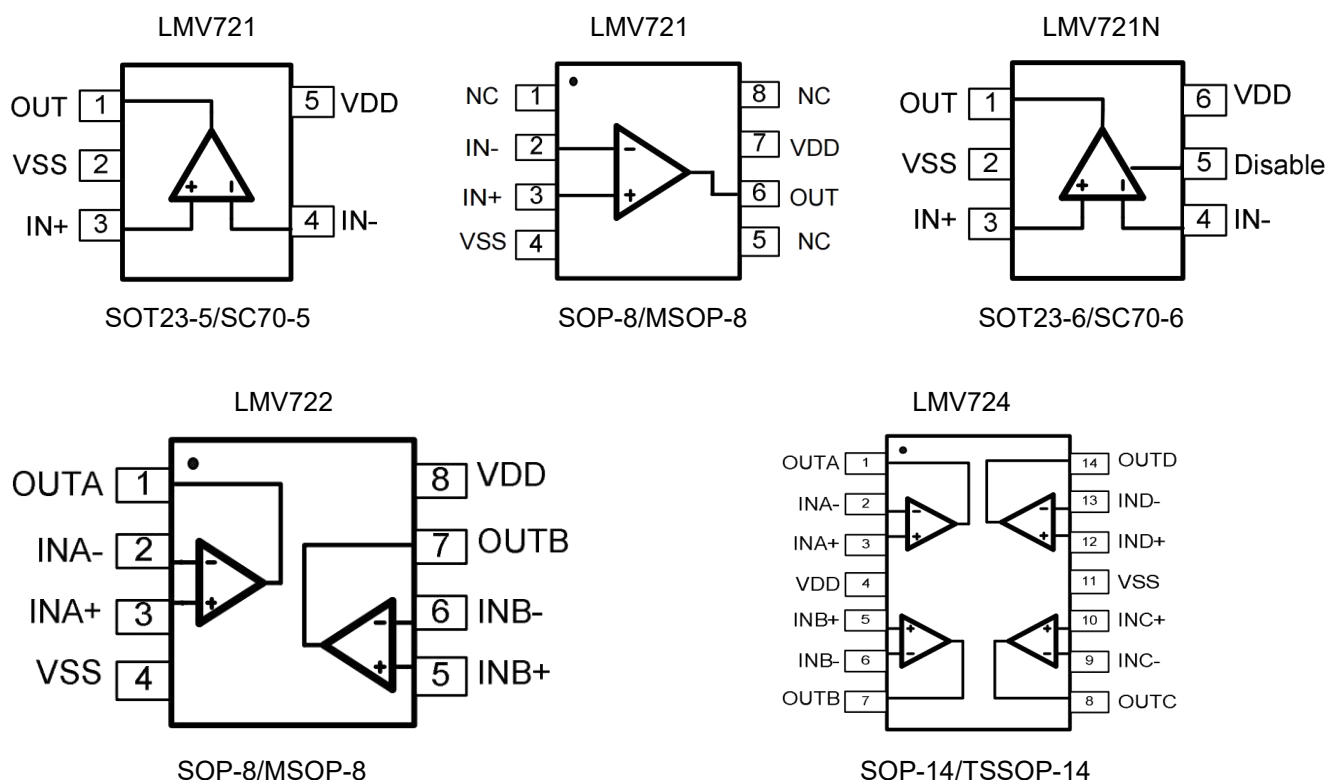 LMV721
OUT 1
VSS 2
IN+ 3
5 VDD
4 IN-
+ -
SOT23-5/SC70-5
LMV721
NC 1
IN- 2
IN+ 3
VSS 4
8 NC
7 VDD
6 OUT
5 NC
-
+
SOP-8/MSOP-8
LMV721N
OUT 1
VSS 2
IN+ 3
6 VDD
5 Disable
4 IN-
+ -
SOT23-6/SC70-6
LMV722
OUTA 1
INA- 2
INA+ 3
VSS 4
8 VDD
7 OUTB
6 INB-
5 INB+
-
+
-
+
SOP-8/MSOP-8
LMV724
OUTA 1
INA- 2
INA+ 3
VDD 4
INB+ 5
INB- 6
OUTB 7
14 OUTD
13 IND-
12 IND+
11 VSS
10 INC+
9 INC-
8 OUTC
-
+
-
+
+
-
+
-
SOP-14/TSSOP-14